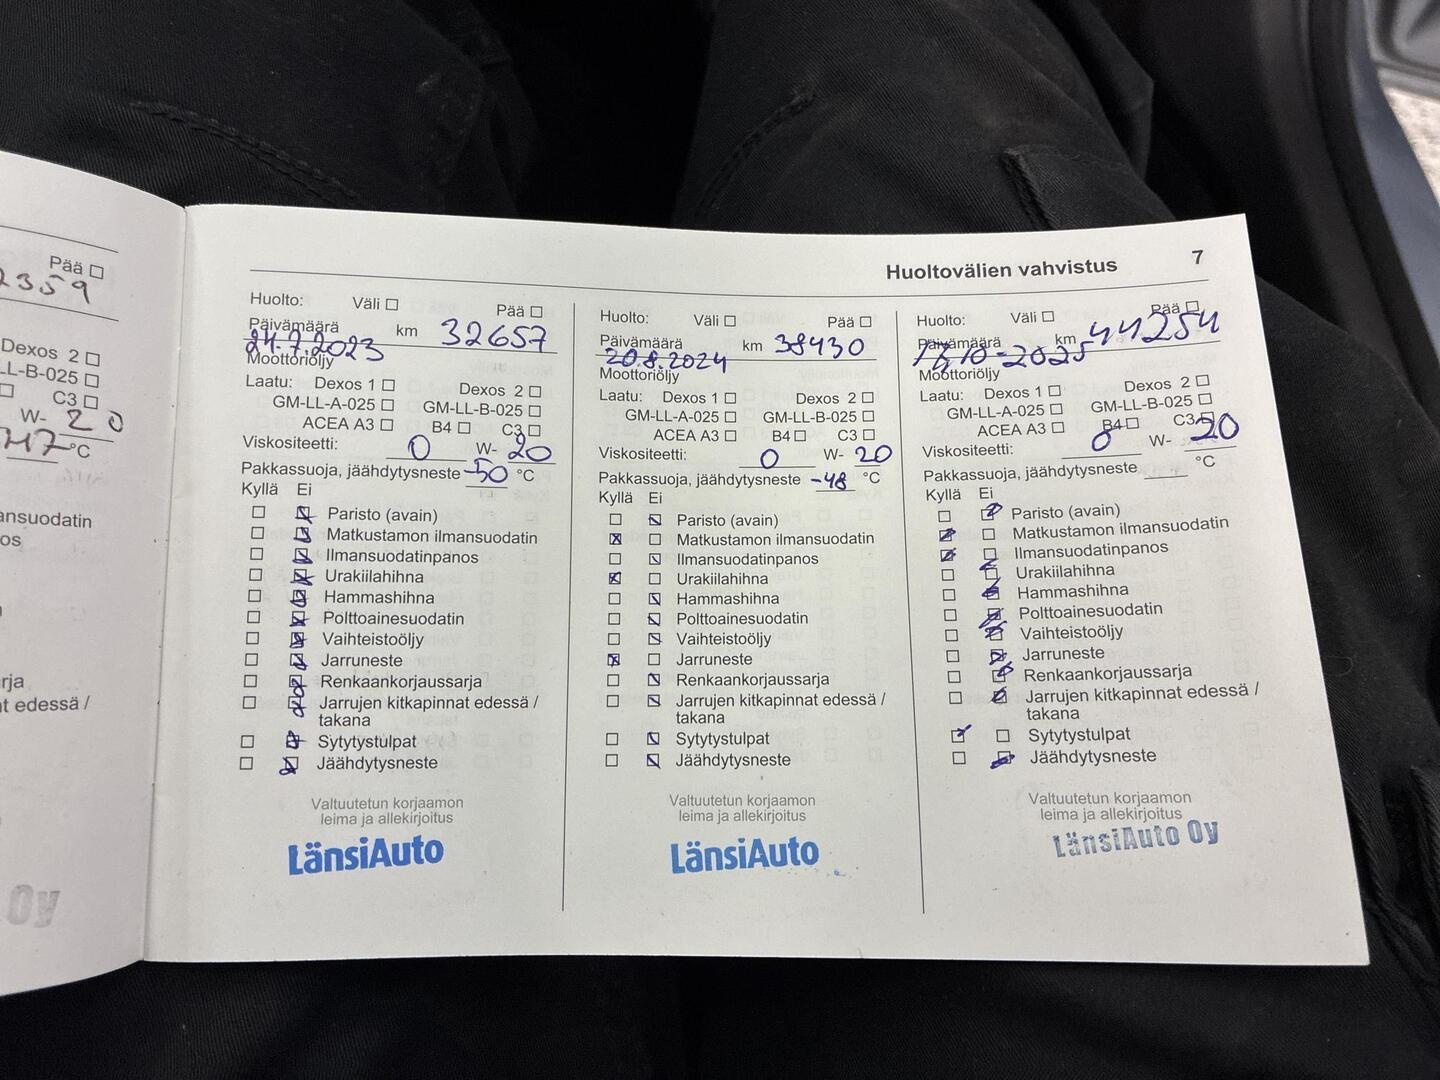 Pää
2359
Dexos 2
LL-B-025
C3
W- 20
°C
ansuodatin
os
rja
at edessä /
Oy
Huoltovälien vahvistus 7
Huolto: Väli Pää
Päivämäärä km 32657
24.7.2023
Moottoriöljy
Laatu: Dexos 1 Dexos 2
GM-LL-A-025 GM-LL-B-025
ACEA A3 B4 C3
Viskositeetti: 0 W- 20
Pakkassuoja, jäähdytysneste -50 °C
Kyllä Ei
Paristo (avain)
Matkustamon ilmansuodatin
Ilmansuodatinpanos
Urakiilahihna
Hammashihna
Polttoainesuodatin
Vaihteistoöljy
Jarruneste
Renkaankorjaussarja
Jarrujen kitkapinnat edessä /
takana
Sytytystulpat
Jäähdytysneste
Valtuutetun korjaamon
leima ja allekirjoitus
LänsiAuto
Huolto: Väli Pää
Päivämäärä km 38430
20.8.2024
Moottoriöljy
Laatu: Dexos 1 Dexos 2
GM-LL-A-025 GM-LL-B-025
ACEA A3 B4 C3
Viskositeetti: 0 W- 20
Pakkassuoja, jäähdytysneste -48 °C
Kyllä Ei
Paristo (avain)
Matkustamon ilmansuodatin
Ilmansuodatinpanos
Urakiilahihna
Hammashihna
Polttoainesuodatin
Vaihteistoöljy
Jarruneste
Renkaankorjaussarja
Jarrujen kitkapinnat edessä /
takana
Sytytystulpat
Jäähdytysneste
Valtuutetun korjaamon
leima ja allekirjoitus
LänsiAuto
Huolto: Väli Pää
Päivämäärä km 44254
Moottoriöljy
Laatu: Dexos 1 Dexos 2
GM-LL-A-025 GM-LL-B-025
ACEA A3 B4 C3
Viskositeetti: 0 W- 20
Pakkassuoja, jäähdytysneste °C
Kyllä Ei
Paristo (avain)
Matkustamon ilmansuodatin
Ilmansuodatinpanos
Urakiilahihna
Hammashihna
Polttoainesuodatin
Vaihteistoöljy
Jarruneste
Renkaankorjaussarja
Jarrujen kitkapinnat edessä /
takana
Sytytystulpat
Jäähdytysneste
Valtuutetun korjaamon
leima ja allekirjoitus
LänsiAuto Oy